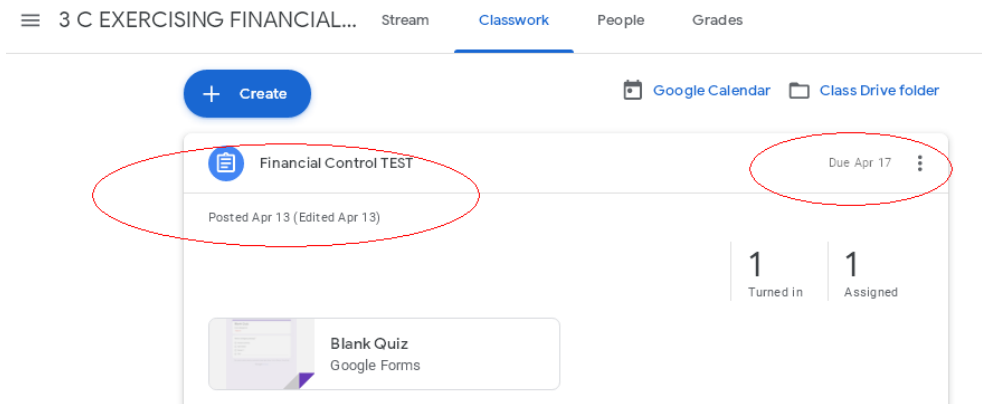 3 C EXERCISING FINANCIAL... Stream Classwork People Grades
Create Google Calendar Class Drive folder
Financial Control TEST Due Apr 17
Posted Apr 13 (Edited Apr 13)
1 1
Turned in Assigned
Blank Quiz
Google Forms